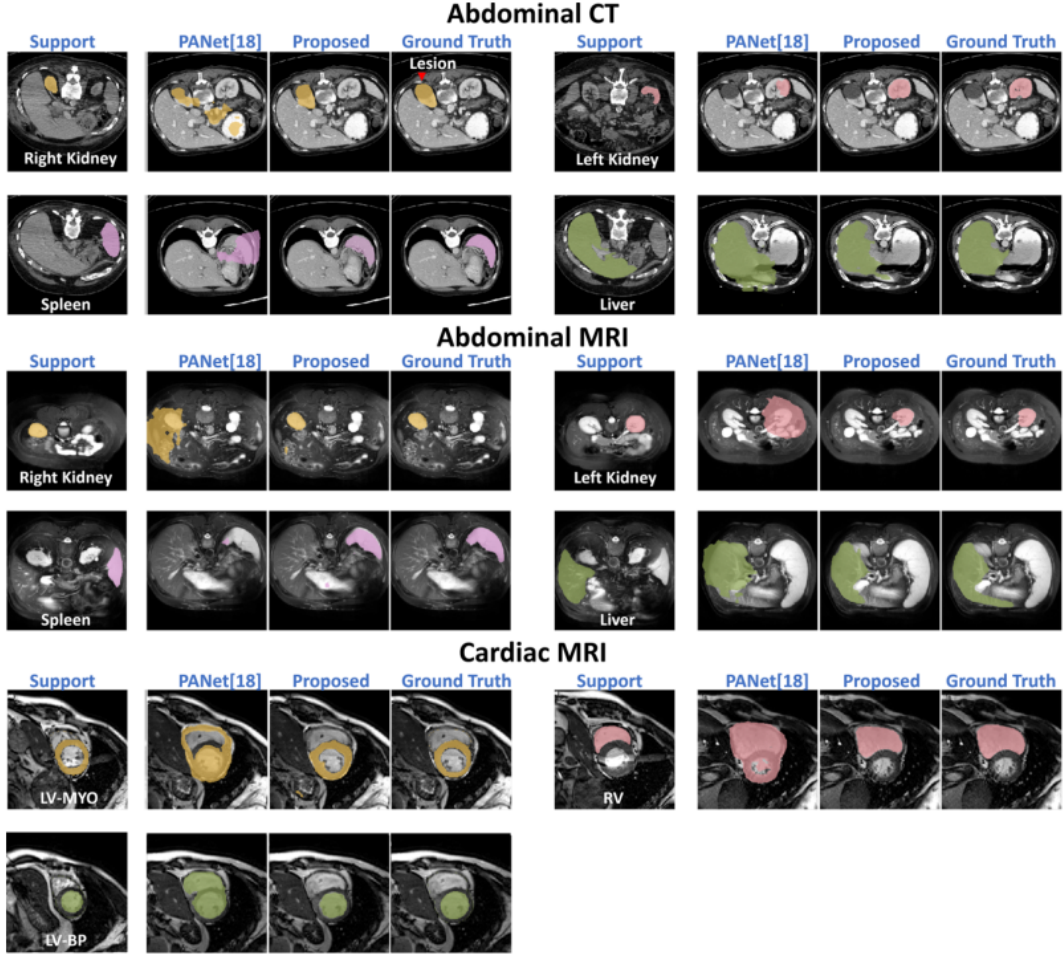 Abdominal CT
Support PANet[18] Proposed Ground Truth Support PANet[18] Proposed Ground Truth
Lesion
Right Kidney Left Kidney
Spleen Liver
Abdominal MRI
Support PANet[18] Proposed Ground Truth Support PANet[18] Proposed Ground Truth
Right Kidney Left Kidney
Spleen Liver
Cardiac MRI
Support PANet[18] Proposed Ground Truth Support PANet[18] Proposed Ground Truth
LV-MYO RV
LV-BP